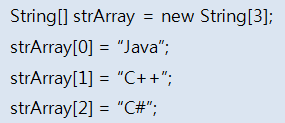 String[] strArray = new String[3];
strArray[0] = “Java”;
strArray[1] = “C++”;
strArray[2] = “C#”;